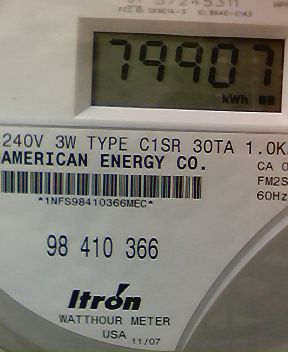 79907
kWh
240V 3W TYPE C1SR 30TA 1.0K
AMERICAN ENERGY CO.
CA 0
FM2S
*1NFS98410366MEC*
60Hz
98 410 366
Itron
WATTHOUR METER
USA 11/07